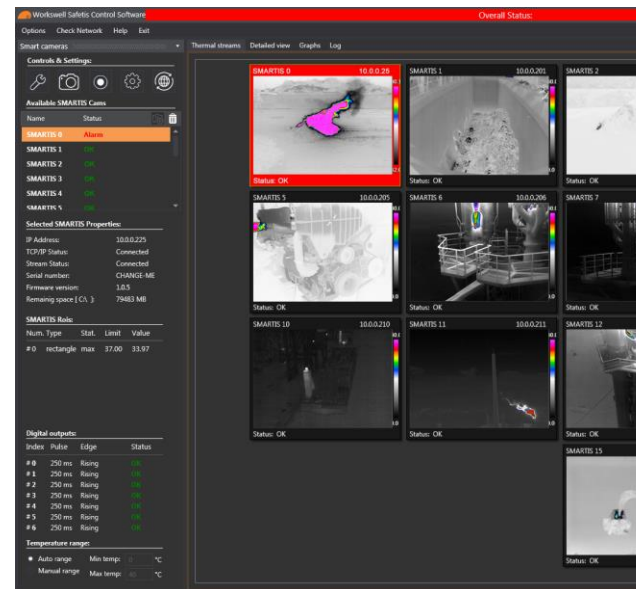 Workswell Safetis Control Software
Overall Status:
Options Check Network Help Exit
Smart cameras
Thermal streams Detailed view Graphs Log
Controls & Settings:
Available SMARTIS Cams
Name Status
SMARTIS 0 Alarm
SMARTIS 1 OK
SMARTIS 2 OK
SMARTIS 3 OK
SMARTIS 4 OK
SMARTIS 5 OK
Selected SMARTIS Properties:
IP Address: 10.0.0.225
TCP/IP Status: Connected
Stream Status: Connected
Serial number: CHANGE-ME
Firmware version: 1.0.5
Remainig space [ C:\ ]: 79483 MB
SMARTIS Rois:
Num. Type Stat. Limit Value
#0 rectangle max 37.00 33.97
Digital outputs:
Index Pulse Edge Status
# 0 250 ms Rising OK
# 1 250 ms Rising OK
# 2 250 ms Rising OK
# 3 250 ms Rising OK
# 4 250 ms Rising OK
# 5 250 ms Rising OK
# 6 250 ms Rising OK
Temperature range:
Auto range Min temp: °C
Manual range Max temp: 40 °C
SMARTIS 0
Status: OK
SMARTIS 1 10.0.0.201
Status: OK
SMARTIS 2
Status: OK
SMARTIS 5 10.0.0.205
Status: OK
SMARTIS 6 10.0.0.206
Status: OK
SMARTIS 7
Status: OK
SMARTIS 10 10.0.0.210
Status: OK
SMARTIS 11 10.0.0.211
Status: OK
SMARTIS 12
Status: OK
SMARTIS 15
Status: OK